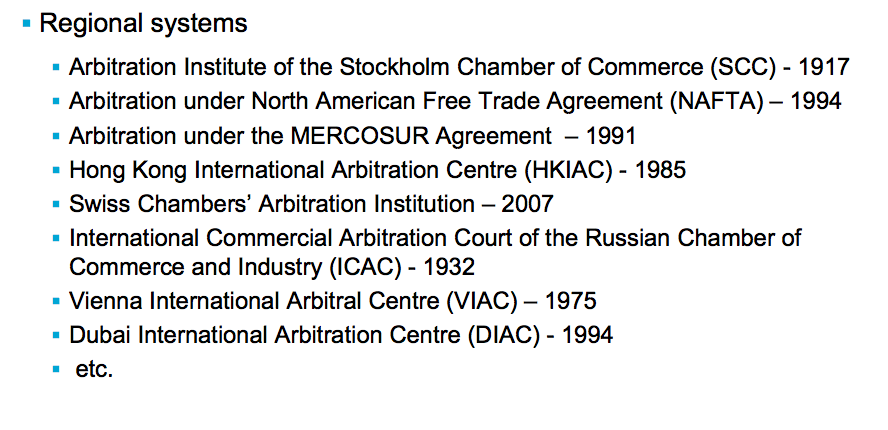 Regional systems
Arbitration Institute of the Stockholm Chamber of Commerce (SCC) - 1917
Arbitration under North American Free Trade Agreement (NAFTA) – 1994
Arbitration under the MERCOSUR Agreement – 1991
Hong Kong International Arbitration Centre (HKIAC) - 1985
Swiss Chambers’ Arbitration Institution – 2007
International Commercial Arbitration Court of the Russian Chamber of
Commerce and Industry (ICAC) - 1932
Vienna International Arbitral Centre (VIAC) – 1975
Dubai International Arbitration Centre (DIAC) - 1994
etc.